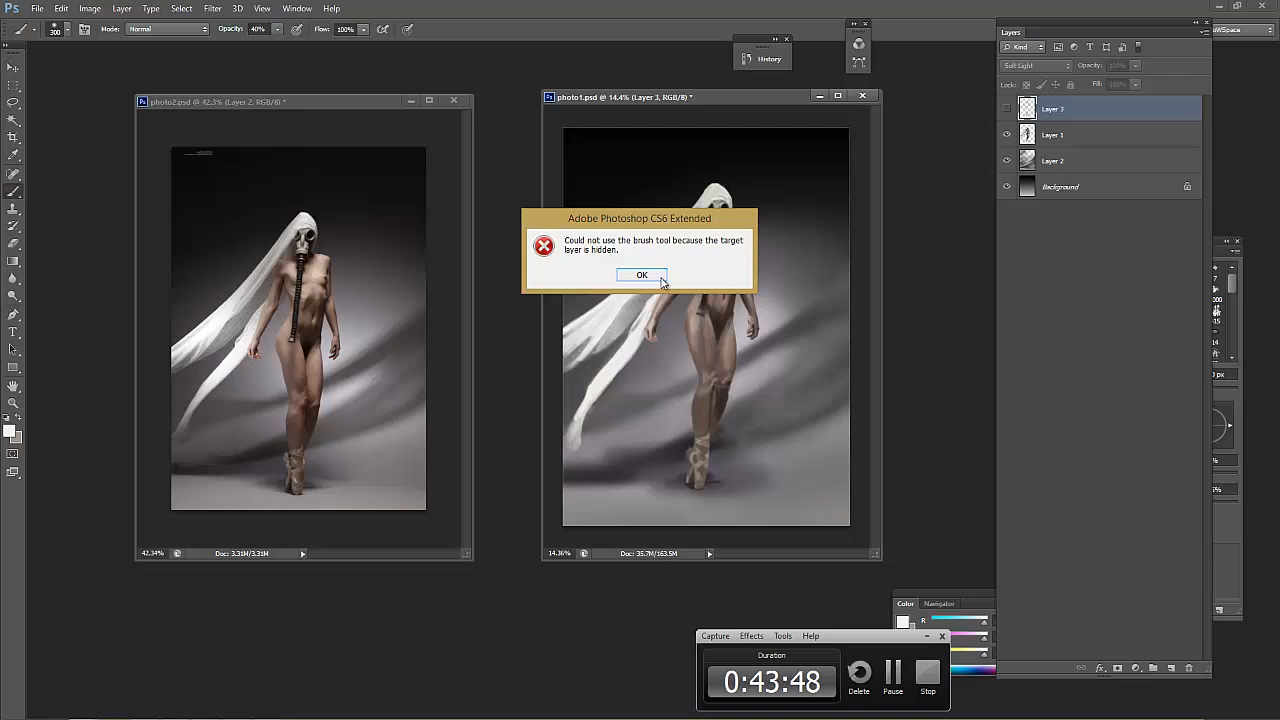 Ps File Edit Image Layer Type Select Filter 3D View Window Help
300 Mode: Normal Opacity: 40% Flow: 100%
History
photo2.psd @ 42.3% (Layer 2, RGB/8) *
photo1.psd @ 14.4% (Layer 3, RGB/8) *
Adobe Photoshop CS6 Extended
Could not use the brush tool because the target
layer is hidden.
OK
42.34% Doc: 3.31M/3.31M
14.36% Doc: 35.7M/163.5M
Layers
Kind
Soft Light Opacity: 100%
Lock: Fill: 100%
Layer 3
Layer 1
Layer 2
Background
Color Navigator
R
Capture Effects Tools Help
Duration
0:43:48
Delete Pause Stop